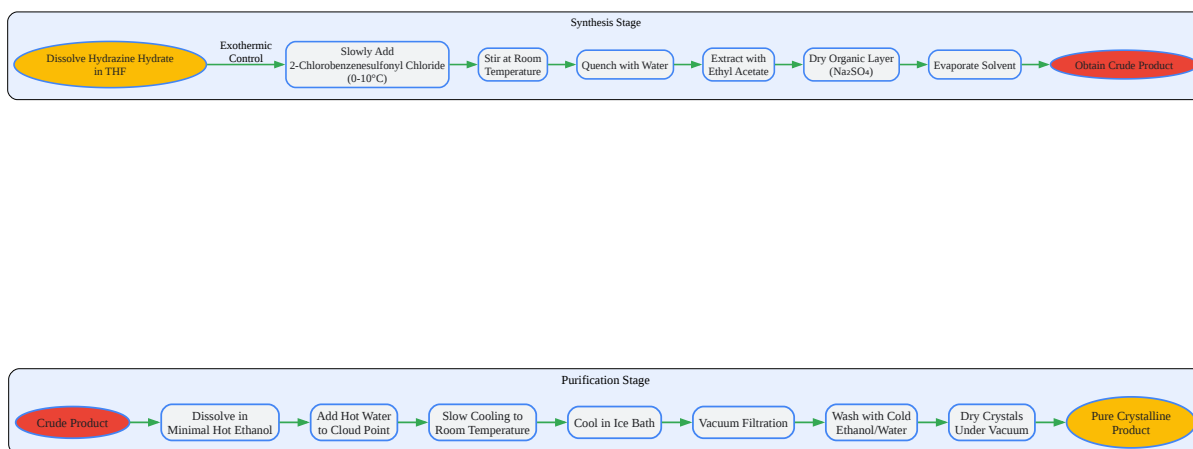 Synthesis Stage
Dissolve Hydrazine Hydrate
in THF
Exothermic
Control
Slowly Add
2-Chlorobenzenesulfonyl Chloride
(0-10°C)
Stir at Room
Temperature
Quench with Water
Extract with
Ethyl Acetate
Dry Organic Layer
(Na₂SO₄)
Evaporate Solvent
Obtain Crude Product
Purification Stage
Crude Product
Dissolve in
Minimal Hot Ethanol
Add Hot Water
to Cloud Point
Slow Cooling to
Room Temperature
Cool in Ice Bath
Vacuum Filtration
Wash with Cold
Ethanol/Water
Dry Crystals
Under Vacuum
Pure Crystalline
Product